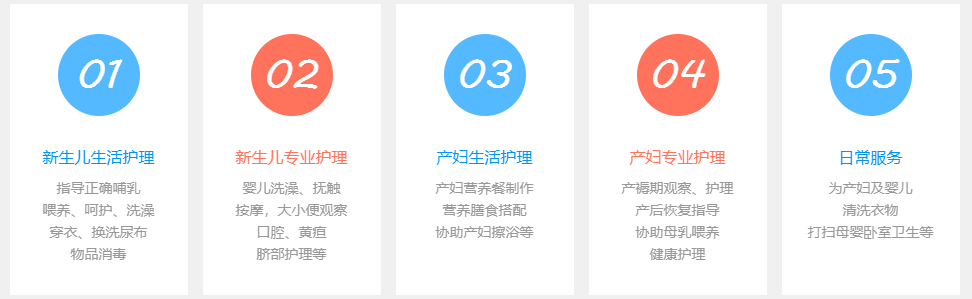 01
新生儿生活护理
指导正确哺乳
喂养、呵护、洗澡
穿衣、换洗尿布
物品消毒
02
新生儿专业护理
婴儿洗澡、抚触
按摩，大小便观察
口腔、黄疸
脐部护理等
03
产妇生活护理
产妇营养餐制作
营养膳食搭配
协助产妇擦浴等
04
产妇专业护理
产褥期观察、护理
产后恢复指导
协助母乳喂养
健康护理
05
日常服务
为产妇及婴儿
清洗衣物
打扫母婴卧室卫生等